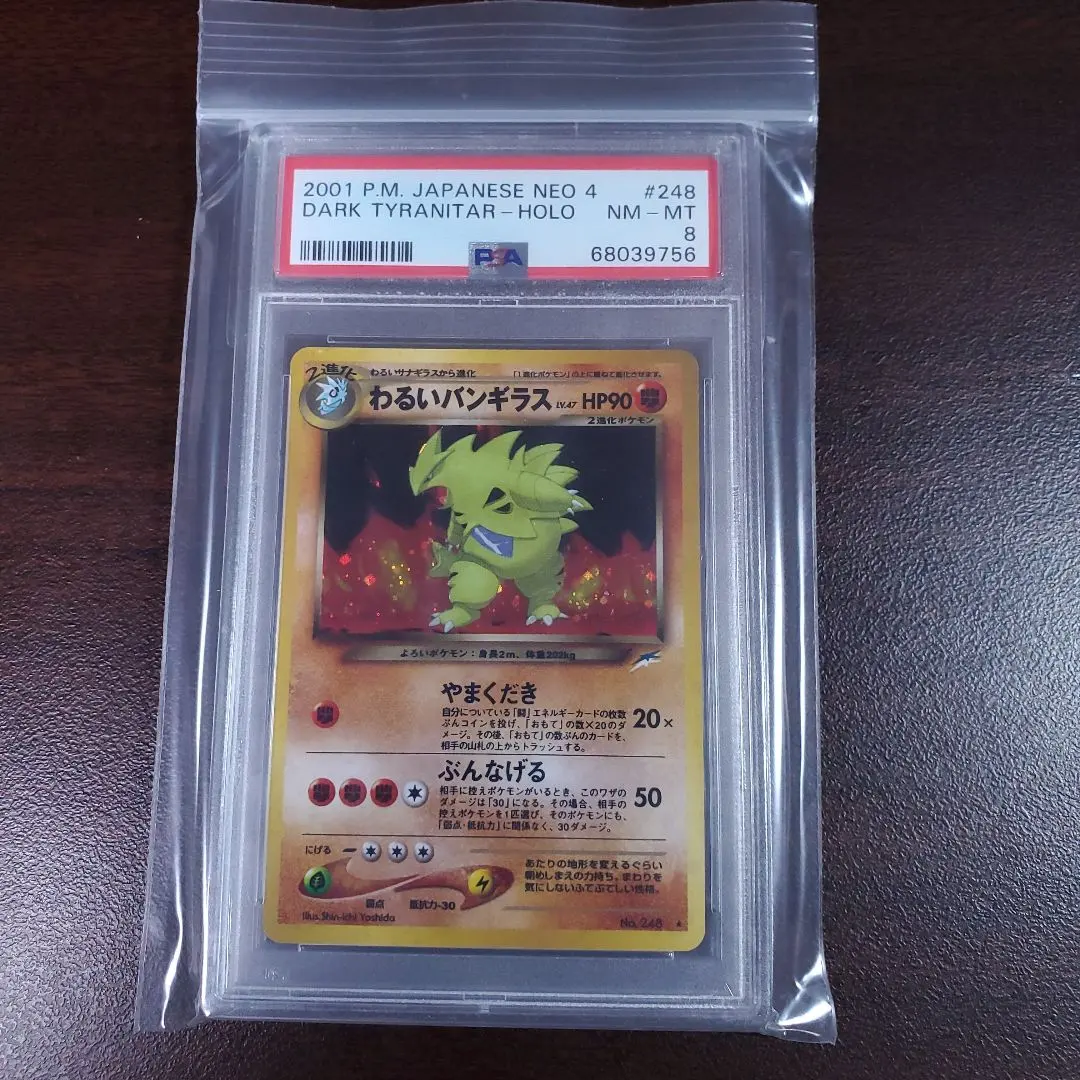 2001 P.M. JAPANESE NEO 4 #248
DARK TYRANITAR-HOLO NM-MT
8
PSA 68039756
2進化 わるいサナギラスから進化 「1進化ポケモン」の上に重ねて進化させます。
わるいバンギラス LV.47 HP90
2進化ポケモン
よろいポケモン:身長2m、体重202kg
やまくだき
自分についている「闘」エネルギーカードの枚数
ぶんコインを投げ、「おもて」の数×20のダ
メージ。その後、「おもて」の数ぶんのカードを、
相手の山札の上からトラッシュする。
20×
ぶんなげる
相手に控えポケモンがいるとき、このワザの
ダメージは「30」になる。その場合、相手の
控えポケモンを1匹選び、そのポケモンにも、
「弱点・抵抗力」に関係なく、30ダメージ。
50
にげる
弱点 抵抗力-30
あたりの地形を変えるぐらい
朝めしまえの力持ち。まわりを
気にしないふてぶてしい性格。
Illus. Shin-ichi Yoshida
No. 248